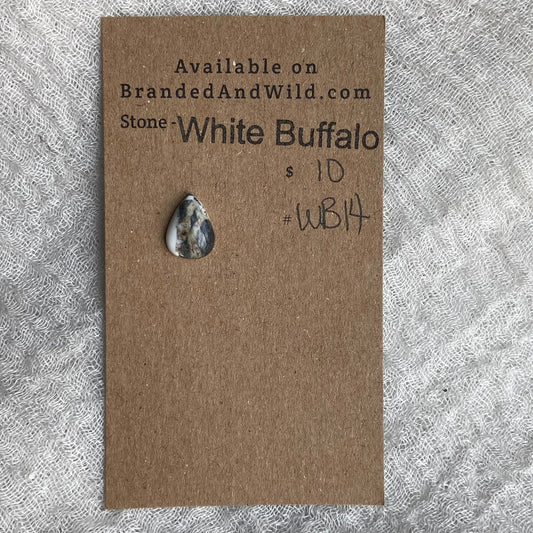 Available on
BrandedAndWild.com
Stone - White Buffalo
$ 10
# WB14